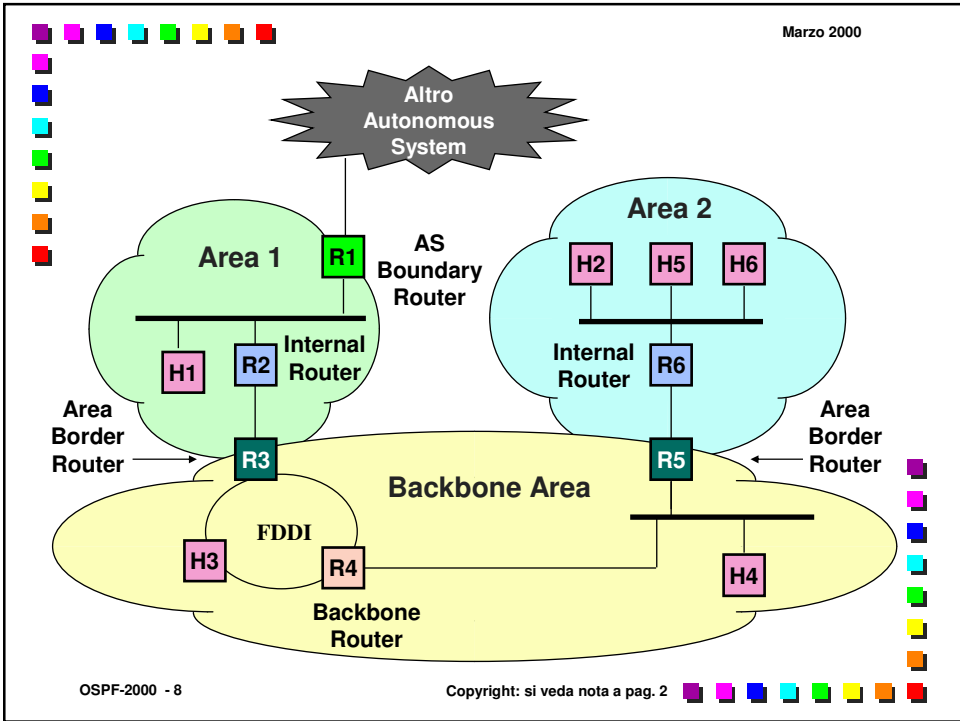 Marzo 2000
Altro
Autonomous
System
Area 1
R1
AS
Boundary
Router
Area 2
H2
H5
H6
H1
R2
Internal
Router
Internal
Router
R6
Area
Border
Router
R3
R5
Area
Border
Router
Backbone Area
FDDI
H3
R4
H4
Backbone
Router
OSPF-2000 - 8
Copyright: si veda nota a pag. 2